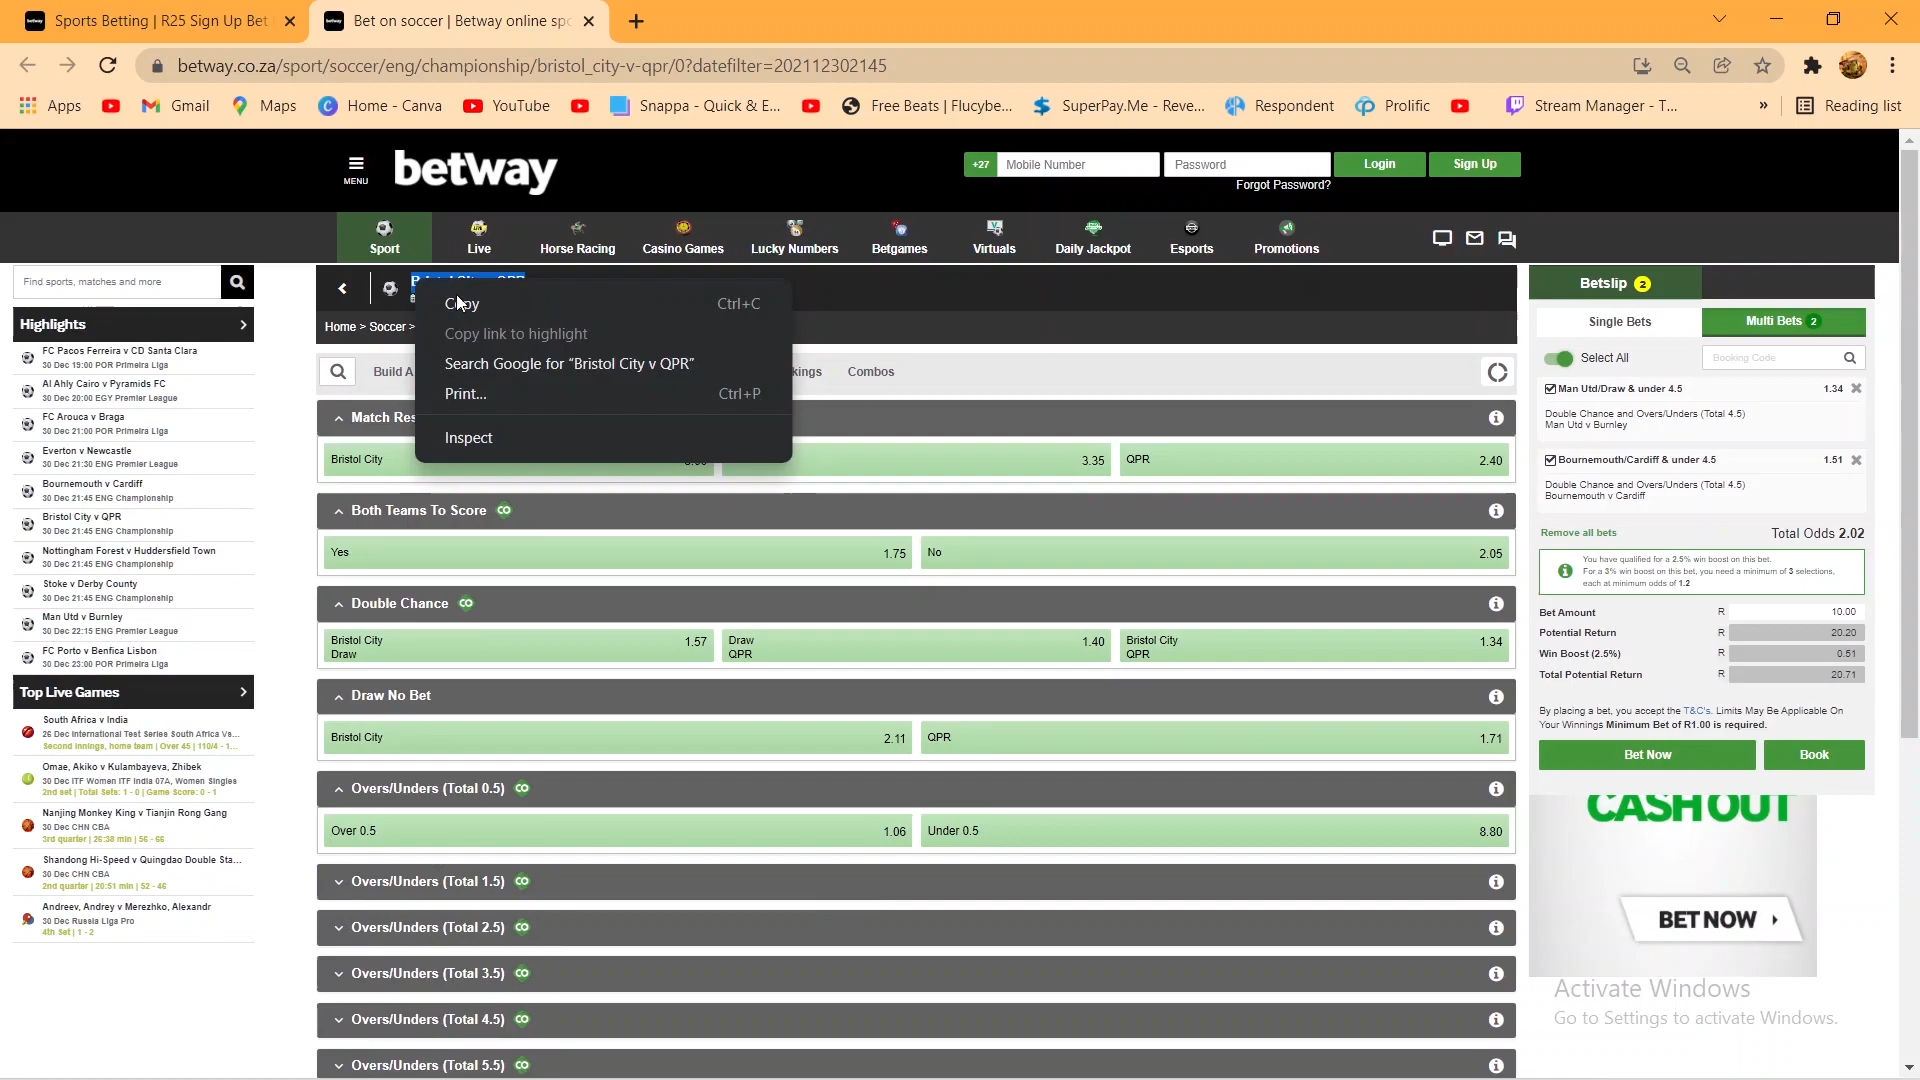 Sports Betting | R25 Sign Up Bet
Bet on soccer | Betway online spo
betway.co.za/sport/soccer/eng/championship/bristol_city-v-qpr/0?datefilter=202112302145
Apps
Gmail
Maps
Home - Canva
YouTube
Snappa - Quick & E...
Free Beats | Flucybe...
SuperPay.Me - Reve...
Respondent
Prolific
Stream Manager - T...
»
Reading list
MENU
betway
+27
Mobile Number
Password
Login
Sign Up
Forgot Password?
Sport
Live
Horse Racing
Casino Games
Lucky Numbers
Betgames
Virtuals
Daily Jackpot
Esports
Promotions
Find sports, matches and more
Highlights
FC Pacos Ferreira v CD Santa Clara
30 Dec 19:00 POR Primeira Liga
Al Ahly Cairo v Pyramids FC
30 Dec 20:00 EGY Premier League
FC Arouca v Braga
30 Dec 21:00 POR Primeira Liga
Everton v Newcastle
30 Dec 21:30 ENG Premier League
Bournemouth v Cardiff
30 Dec 21:45 ENG Championship
Bristol City v QPR
30 Dec 21:45 ENG Championship
Nottingham Forest v Huddersfield Town
30 Dec 21:45 ENG Championship
Stoke v Derby County
30 Dec 21:45 ENG Championship
Man Utd v Burnley
30 Dec 22:15 ENG Premier League
FC Porto v Benfica Lisbon
30 Dec 23:00 POR Primeira Liga
Top Live Games
South Africa v India
26 Dec International Test Series South Africa Vs...
Second Innings, home team | Over 45 | 110/4 - 1...
Omae, Akiko v Kulambayeva, Zhibek
30 Dec ITF Women ITF India 07A, Women Singles
2nd set | Total Sets: 1 - 0 | Game Score: 0 - 1
Nanjing Monkey King v Tianjin Rong Gang
30 Dec CHN CBA
3rd quarter | 26:38 min | 56 - 66
Shandong Hi-Speed v Quingdao Double Sta...
30 Dec CHN CBA
2nd quarter | 20:51 min | 52 - 46
Andreev, Andrey v Merezhko, Alexandr
30 Dec Russia Liga Pro
4th Set | 1 - 2
Bristol City v QPR
Home > Soccer >
Copy Ctrl+C
Copy link to highlight
Search Google for “Bristol City v QPR”
Print... Ctrl+P
Inspect
Build A
kings
Combos
Match Res
Bristol City
3.35
QPR 2.40
Both Teams To Score
Yes 1.75
No 2.05
Double Chance
Bristol City 1.57
Draw
Draw 1.40
QPR
Bristol City 1.34
QPR
Draw No Bet
Bristol City 2.11
QPR 1.71
Overs/Unders (Total 0.5)
Over 0.5 1.06
Under 0.5 8.80
Overs/Unders (Total 1.5)
Overs/Unders (Total 2.5)
Overs/Unders (Total 3.5)
Overs/Unders (Total 4.5)
Overs/Unders (Total 5.5)
Betslip 2
Single Bets
Multi Bets 2
Select All
Booking Code
Man Utd/Draw & under 4.5 1.34
Double Chance and Overs/Unders (Total 4.5)
Man Utd v Burnley
Bournemouth/Cardiff & under 4.5 1.51
Double Chance and Overs/Unders (Total 4.5)
Bournemouth v Cardiff
Remove all bets
Total Odds 2.02
You have qualified for a 2.5% win boost on this bet.
For a 3% win boost on this bet, you need a minimum of 3 selections,
each at minimum odds of 1.2
Bet Amount R 10.00
Potential Return R 20.20
Win Boost (2.5%) R 0.51
Total Potential Return R 20.71
By placing a bet, you accept the T&C's. Limits May Be Applicable On
Your Winnings Minimum Bet of R1.00 is required.
Bet Now
Book
CASH OUT
BET NOW
Activate Windows
Go to Settings to activate Windows.